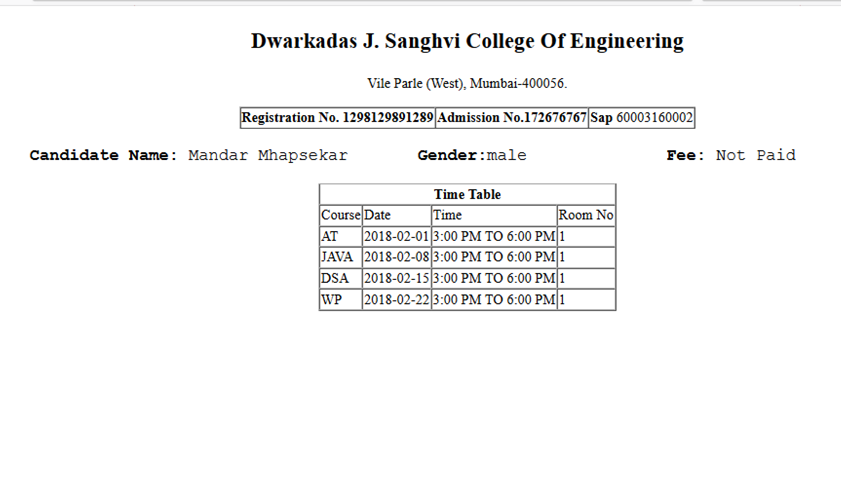 Dwarkadas J. Sanghvi College Of Engineering
Vile Parle (West), Mumbai-400056.
Registration No. 1298129891289 Admission No.172676767 Sap 60003160002
Candidate Name: Mandar Mhapsekar Gender:male Fee: Not Paid
Time Table
Course Date Time Room No
AT 2018-02-01 3:00 PM TO 6:00 PM 1
JAVA 2018-02-08 3:00 PM TO 6:00 PM 1
DSA 2018-02-15 3:00 PM TO 6:00 PM 1
WP 2018-02-22 3:00 PM TO 6:00 PM 1